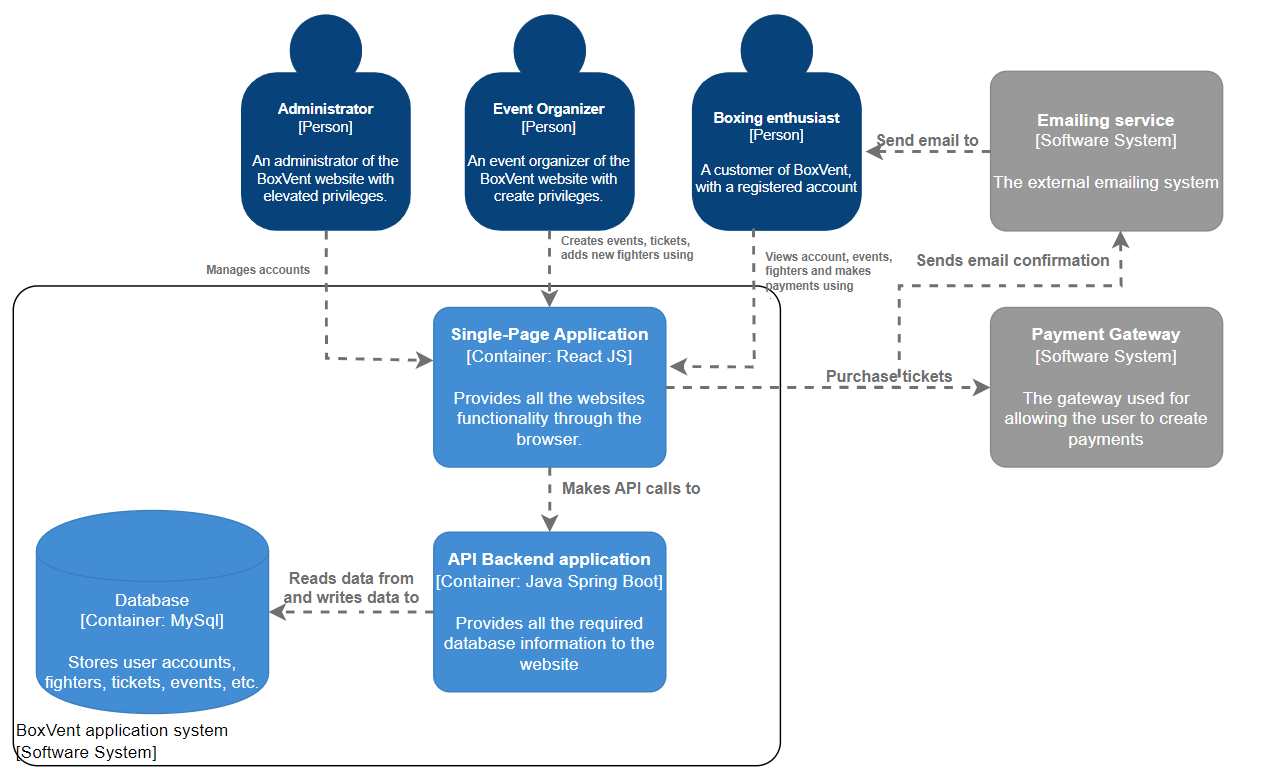 Administrator
[Person]
An administrator of the
BoxVent website with
elevated privileges.
Event Organizer
[Person]
An event organizer of the
BoxVent website with
create privileges.
Boxing enthusiast
[Person]
A customer of BoxVent,
with a registered account
Send email to
Emailing service
[Software System]
The external emailing system
Manages accounts
Creates events, tickets,
adds new fighters using
Views account, events,
fighters and makes
payments using
Sends email confirmation
Single-Page Application
[Container: React JS]
Provides all the websites
functionality through the
browser.
Purchase tickets
Payment Gateway
[Software System]
The gateway used for
allowing the user to create
payments
Makes API calls to
API Backend application
[Container: Java Spring Boot]
Provides all the required
database information to the
website
Reads data from
and writes data to
Database
[Container: MySql]
Stores user accounts,
fighters, tickets, events, etc.
BoxVent application system
[Software System]